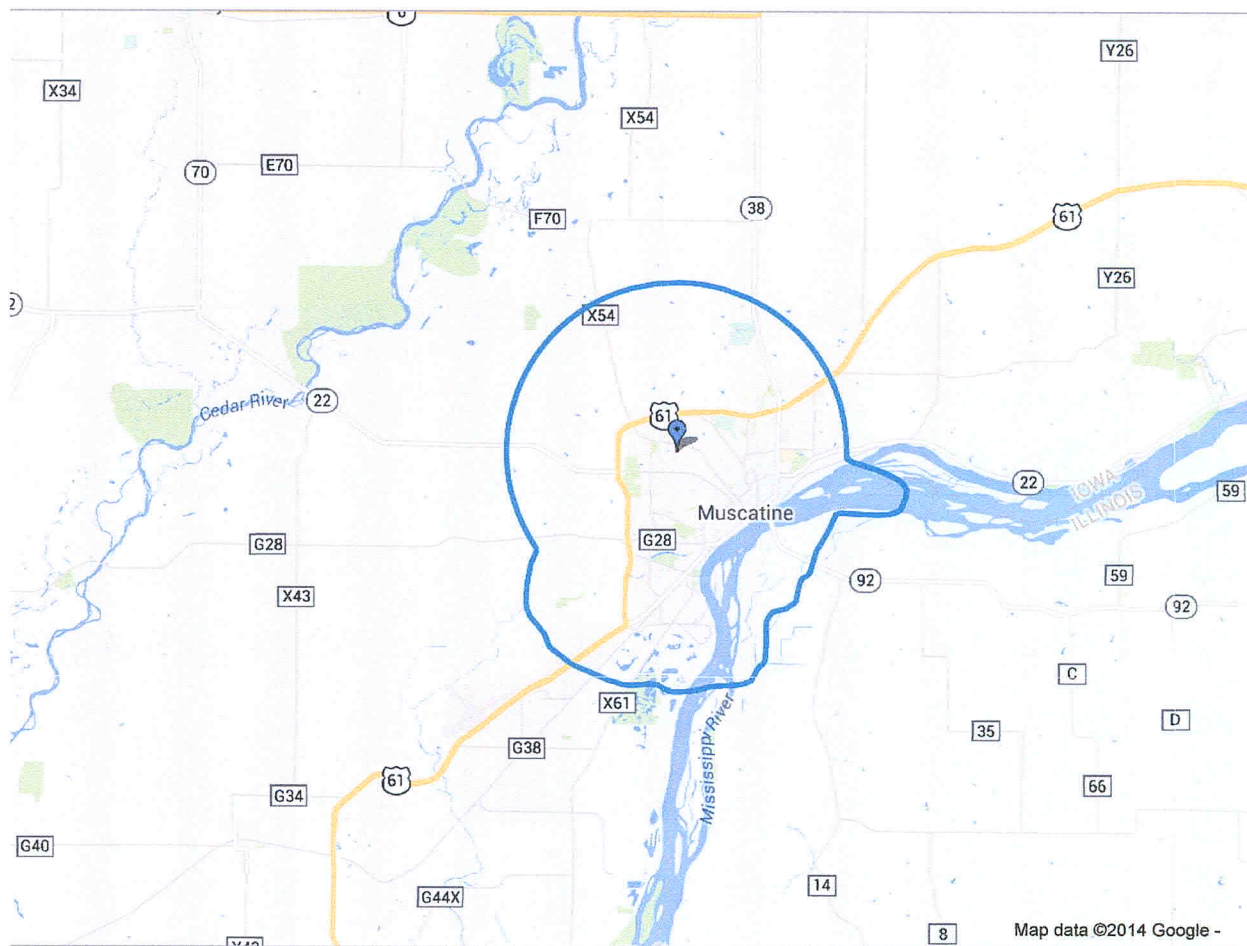 6
Y26
X34
X54
E70
70
38
F70
61
Y26
2
X54
Cedar River
22
61
22
IOWA
ILLINOIS
59
Muscatine
G28
G28
59
92
X43
92
C
X61
D
35
G38
Mississippi River
61
66
G34
G40
14
G44X
8
Map data ©2014 Google -